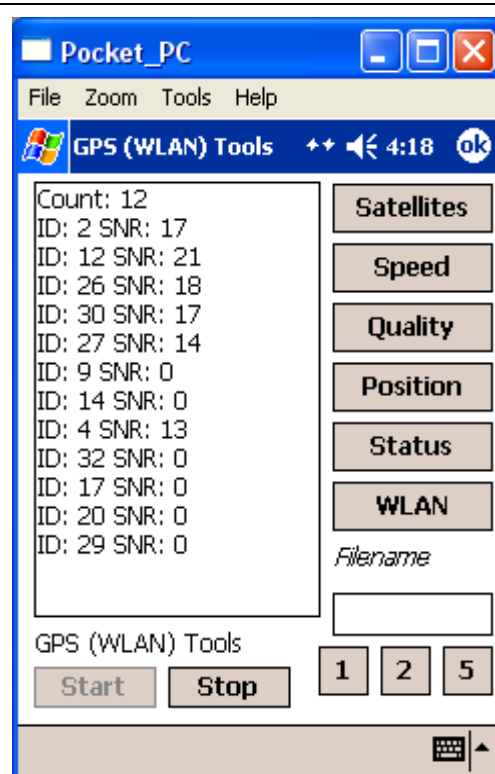 Pocket_PC
File Zoom Tools Help
GPS (WLAN) Tools 4:18 ok
Count: 12
ID: 2 SNR: 17
ID: 12 SNR: 21
ID: 26 SNR: 18
ID: 30 SNR: 17
ID: 27 SNR: 14
ID: 9 SNR: 0
ID: 14 SNR: 0
ID: 4 SNR: 13
ID: 32 SNR: 0
ID: 17 SNR: 0
ID: 20 SNR: 0
ID: 29 SNR: 0
Satellites
Speed
Quality
Position
Status
WLAN
Filename
GPS (WLAN) Tools
Start Stop
1 2 5